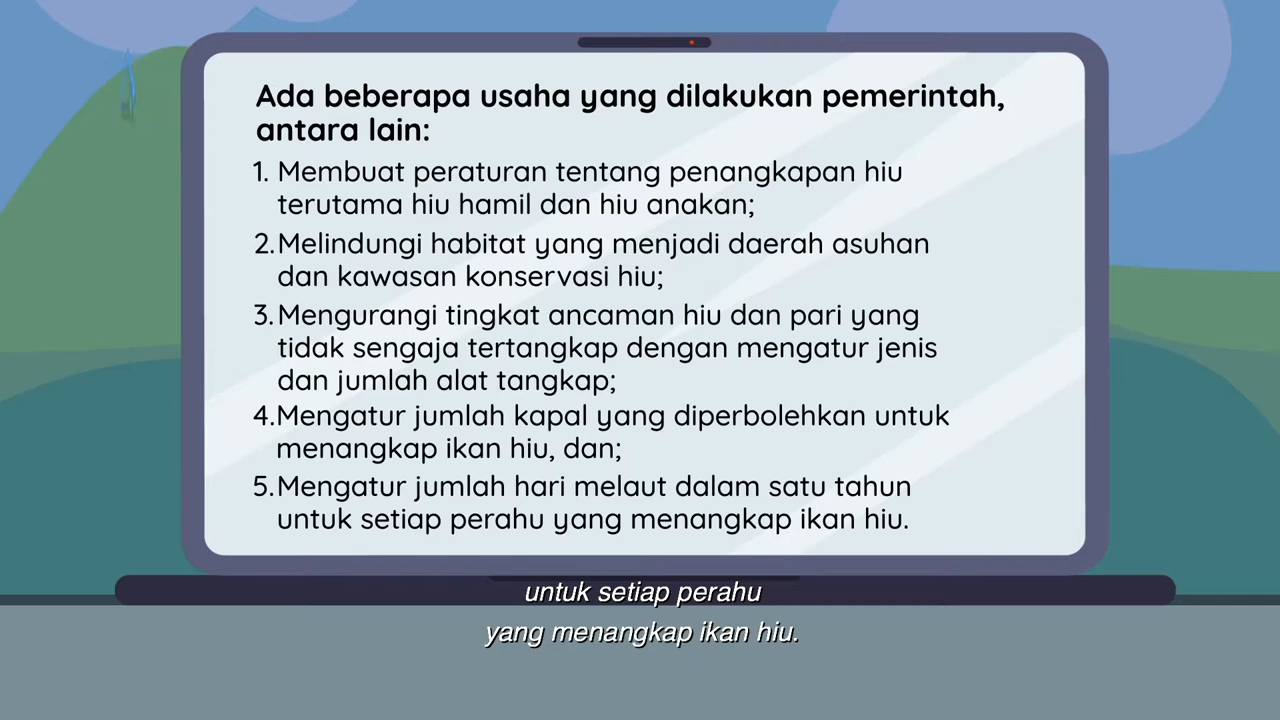 Ada beberapa usaha yang dilakukan pemerintah,
antara lain:
1. Membuat peraturan tentang penangkapan hiu
terutama hiu hamil dan hiu anakan;
2. Melindungi habitat yang menjadi daerah asuhan
dan kawasan konservasi hiu;
3. Mengurangi tingkat ancaman hiu dan pari yang
tidak sengaja tertangkap dengan mengatur jenis
dan jumlah alat tangkap;
4. Mengatur jumlah kapal yang diperbolehkan untuk
menangkap ikan hiu, dan;
5. Mengatur jumlah hari melaut dalam satu tahun
untuk setiap perahu yang menangkap ikan hiu.
untuk setiap perahu
yang menangkap ikan hiu.